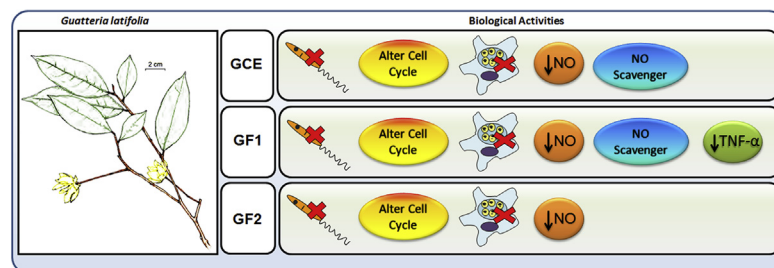 Guatteria latifolia
Biological Activities
2 cm
GCE
Alter Cell
Cycle
↓NO
NO
Scavenger
GF1
Alter Cell
Cycle
↓NO
NO
Scavenger
↓TNF-α
GF2
Alter Cell
Cycle
↓NO